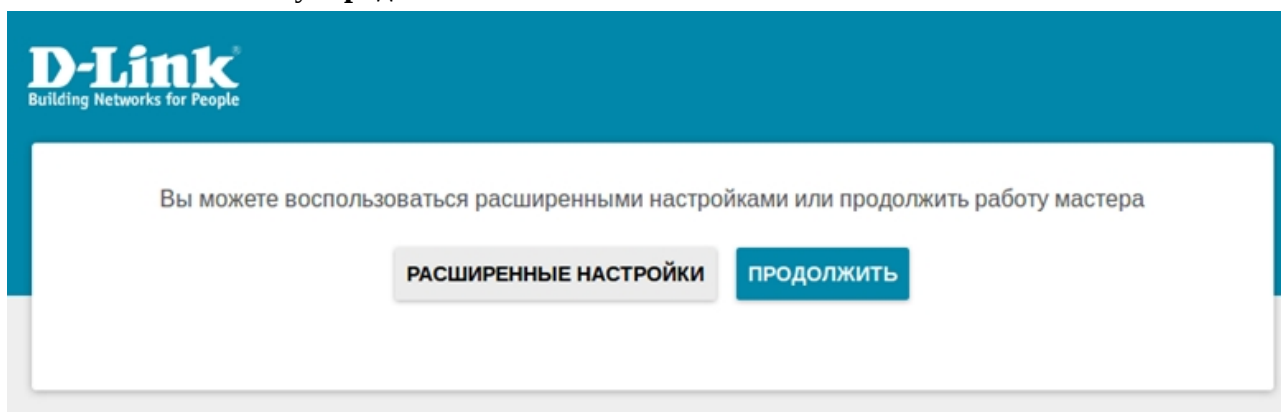 D-Link®
Building Networks for People
Вы можете воспользоваться расширенными настройками или продолжить работу мастера
РАСШИРЕННЫЕ НАСТРОЙКИ ПРОДОЛЖИТЬ